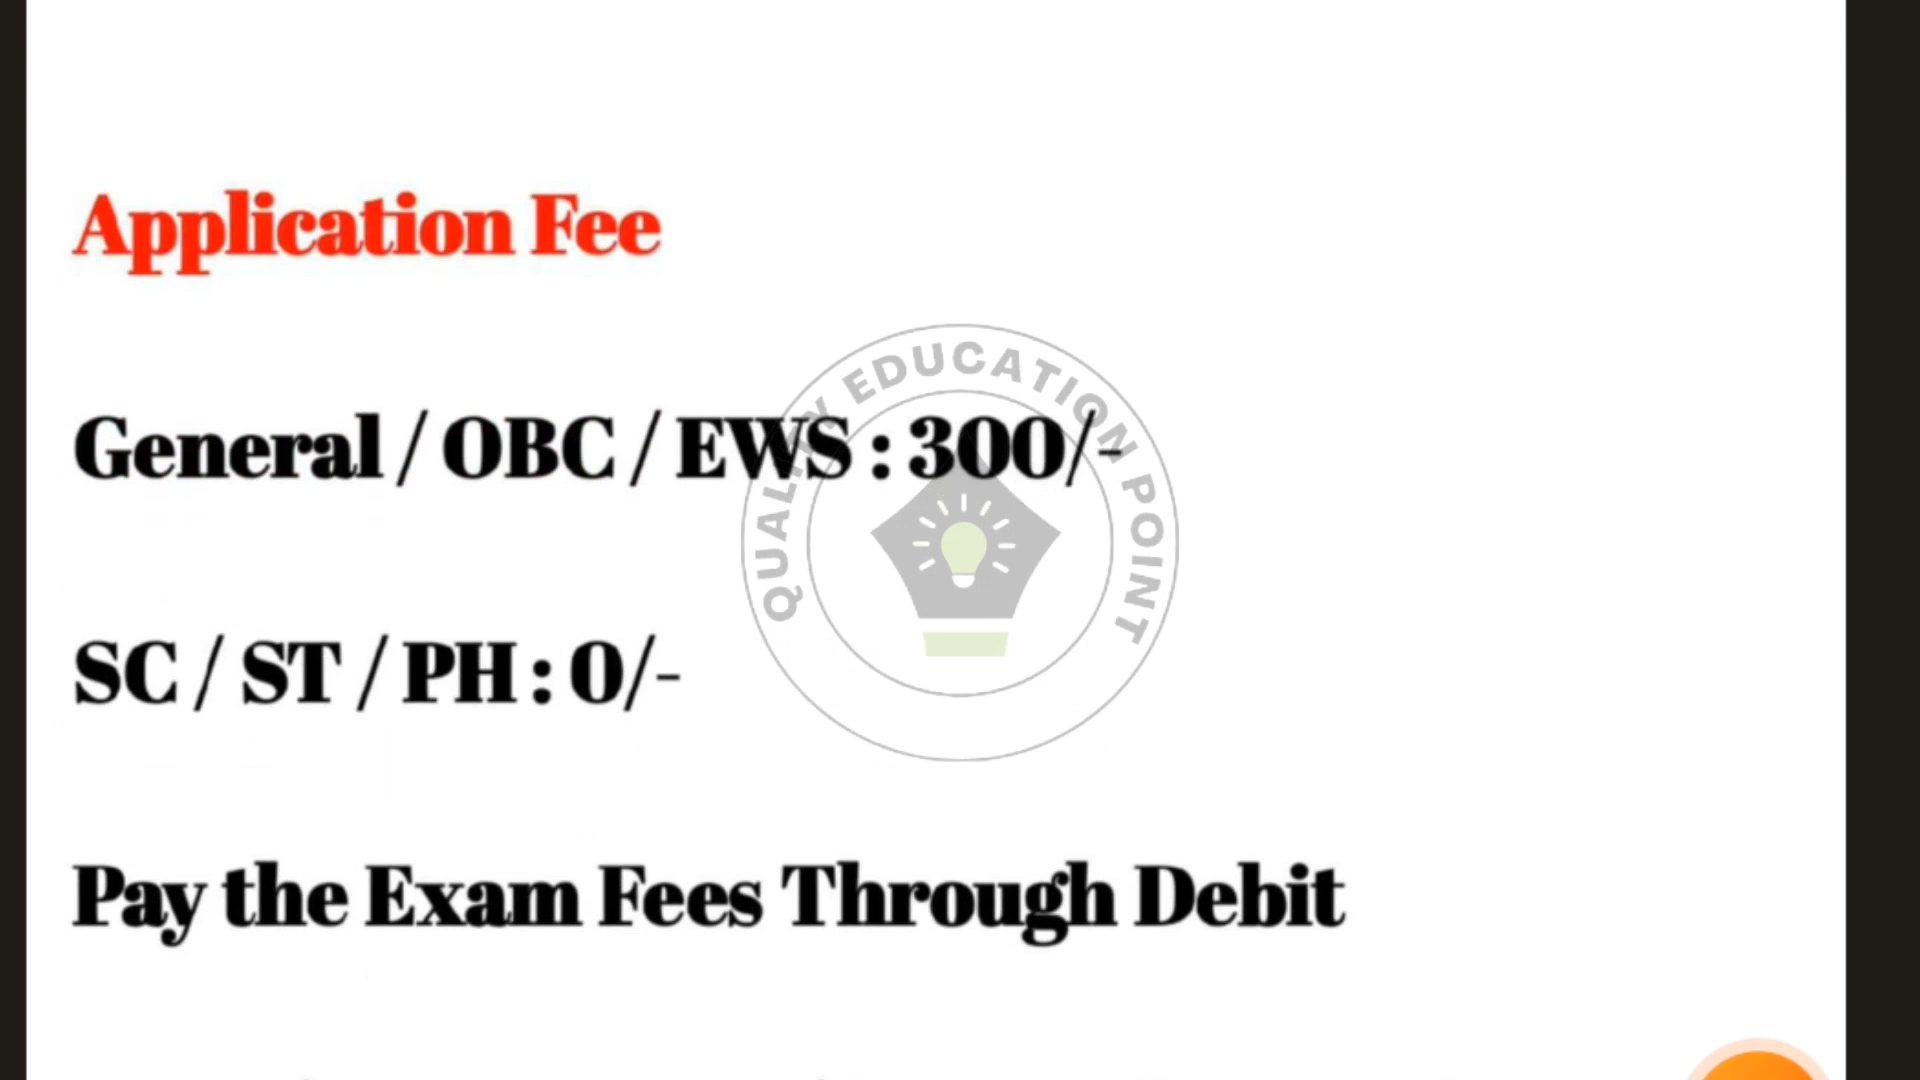 Application Fee
QUALITY EDUCATION POINT
General / OBC / EWS : 300/-
SC / ST / PH : 0/-
Pay the Exam Fees Through Debit